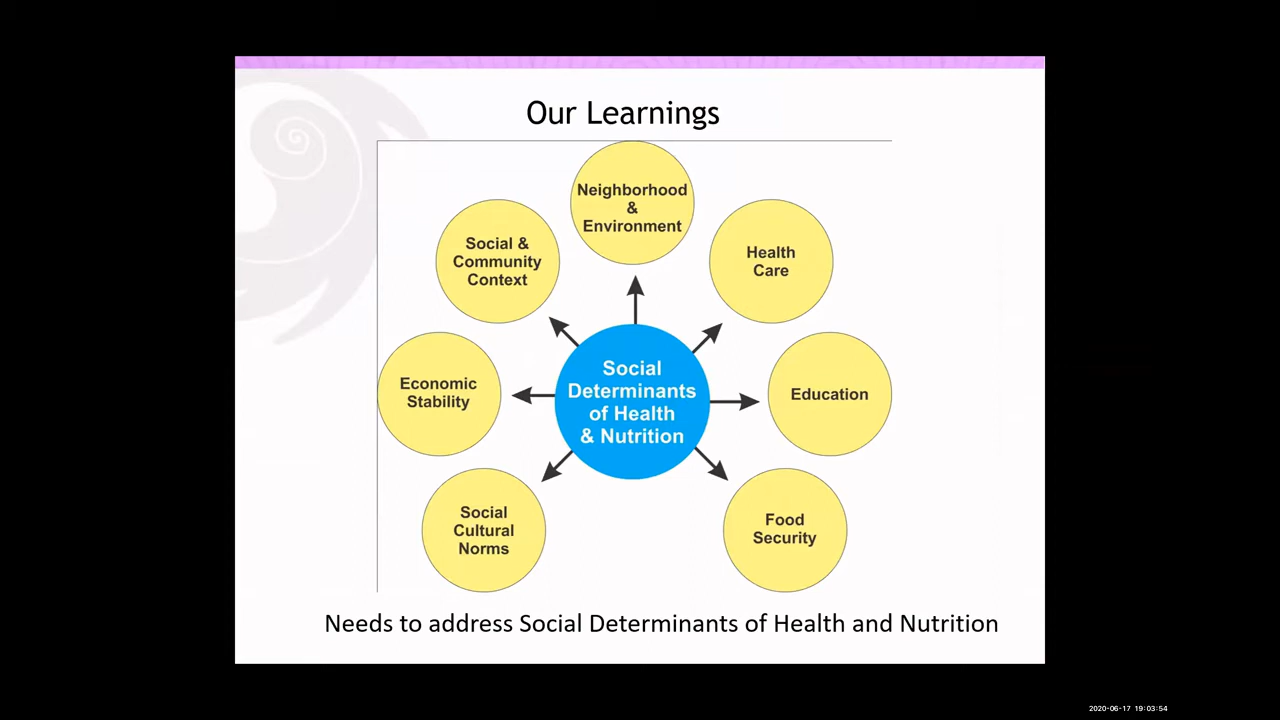 Our Learnings
Neighborhood
&
Environment
Health
Care
Education
Food
Security
Social
Cultural
Norms
Economic
Stability
Social &
Community
Context
Social
Determinants
of Health
& Nutrition
Needs to address Social Determinants of Health and Nutrition
2020-06-17 19:03:54